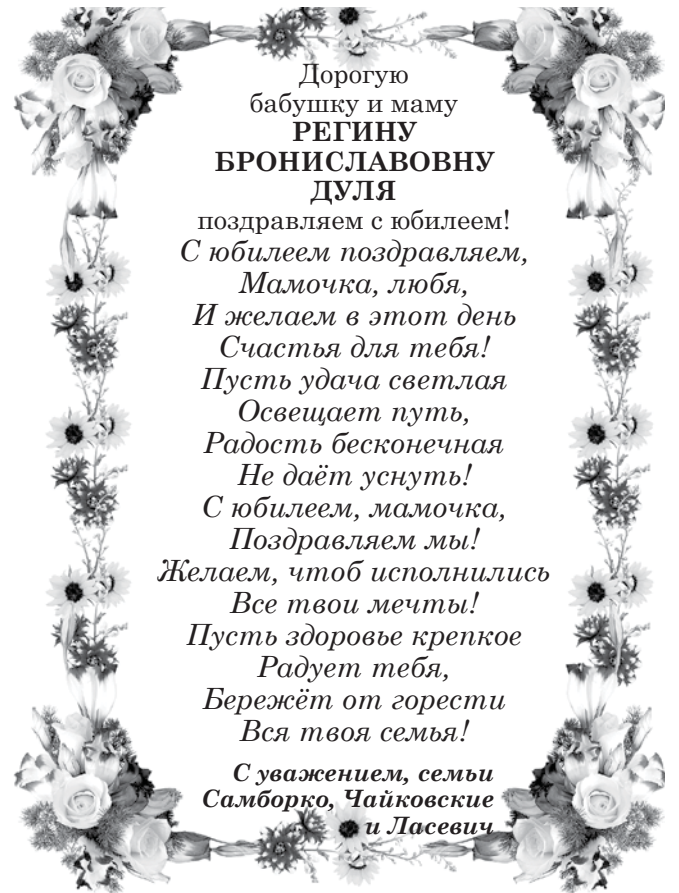 Дорогую
бабушку и маму
РЕГИНУ
БРОНИСЛАВОВНУ
ДУЛЯ
поздравляем с юбилеем!
С юбилеем поздравляем,
Мамочка, любя,
И желаем в этот день
Счастья для тебя!
Пусть удача светлая
Освещает путь,
Радость бесконечная
Не даёт уснуть!
С юбилеем, мамочка,
Поздравляем мы!
Желаем, чтоб исполнились
Все твои мечты!
Пусть здоровье крепкое
Радует тебя,
Бережёт от горести
Вся твоя семья!
С уважением, семьи
Самборко, Чайковские
и Ласевич